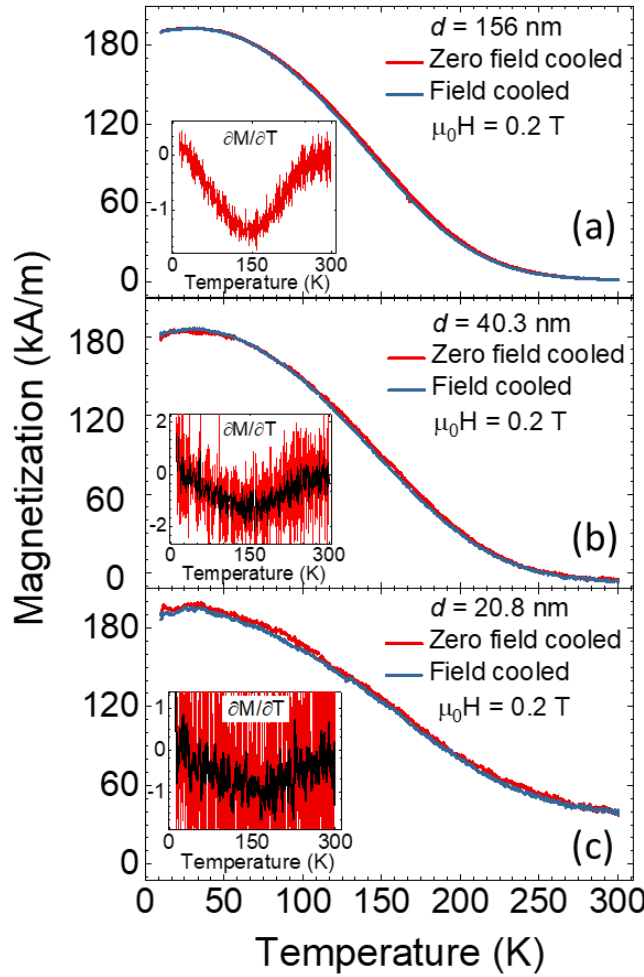 Magnetization (kA/m)
180
120
60
0
d = 156 nm
Zero field cooled
Field cooled
μ₀H = 0.2 T
(a)
∂M/∂T
0
-1
0 150 300
Temperature (K)
180
120
60
0
d = 40.3 nm
Zero field cooled
Field cooled
μ₀H = 0.2 T
(b)
∂M/∂T
2
0
-2
0 150 300
Temperature (K)
180
120
60
0
d = 20.8 nm
Zero field cooled
Field cooled
μ₀H = 0.2 T
(c)
∂M/∂T
1
0
-1
0 150 300
Temperature (K)
0 50 100 150 200 250 300
Temperature (K)